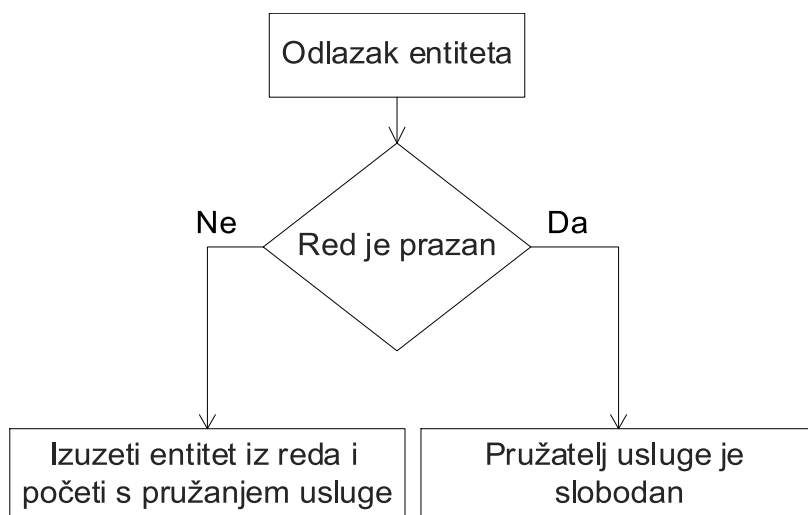 Odlazak entiteta
Ne
Da
Red je prazan
Izuzeti entitet iz reda i
početi s pružanjem usluge
Pružatelj usluge je
slobodan